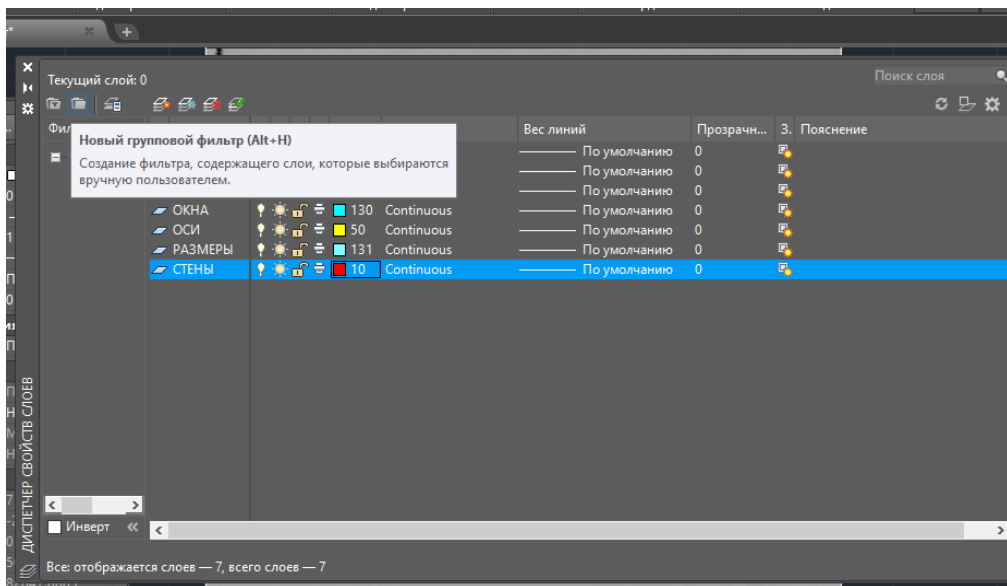 Текущий слой: 0
Поиск слоя
Фи
Вес линий Прозрачн... З. Пояснение
Новый групповой фильтр (Alt+H)
Создание фильтра, содержащего слои, которые выбираются
вручную пользователем.
По умолчанию 0
По умолчанию 0
По умолчанию 0
ОКНА 130 Continuous По умолчанию 0
ОСИ 50 Continuous По умолчанию 0
РАЗМЕРЫ 131 Continuous По умолчанию 0
СТЕНЫ 10 Continuous По умолчанию 0
ДИСПЕТЧЕР СВОЙСТВ СЛОЕВ
Инверт
Все: отображается слоев — 7, всего слоев — 7